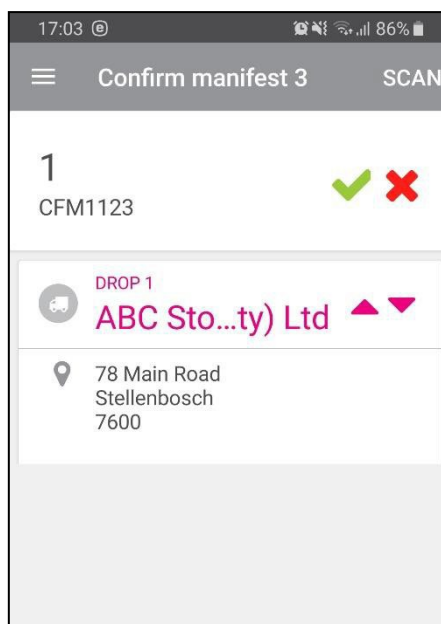 17:03 86%
Confirm manifest 3 SCAN
1
CFM1123
DROP 1
ABC Sto...ty) Ltd
78 Main Road
Stellenbosch
7600